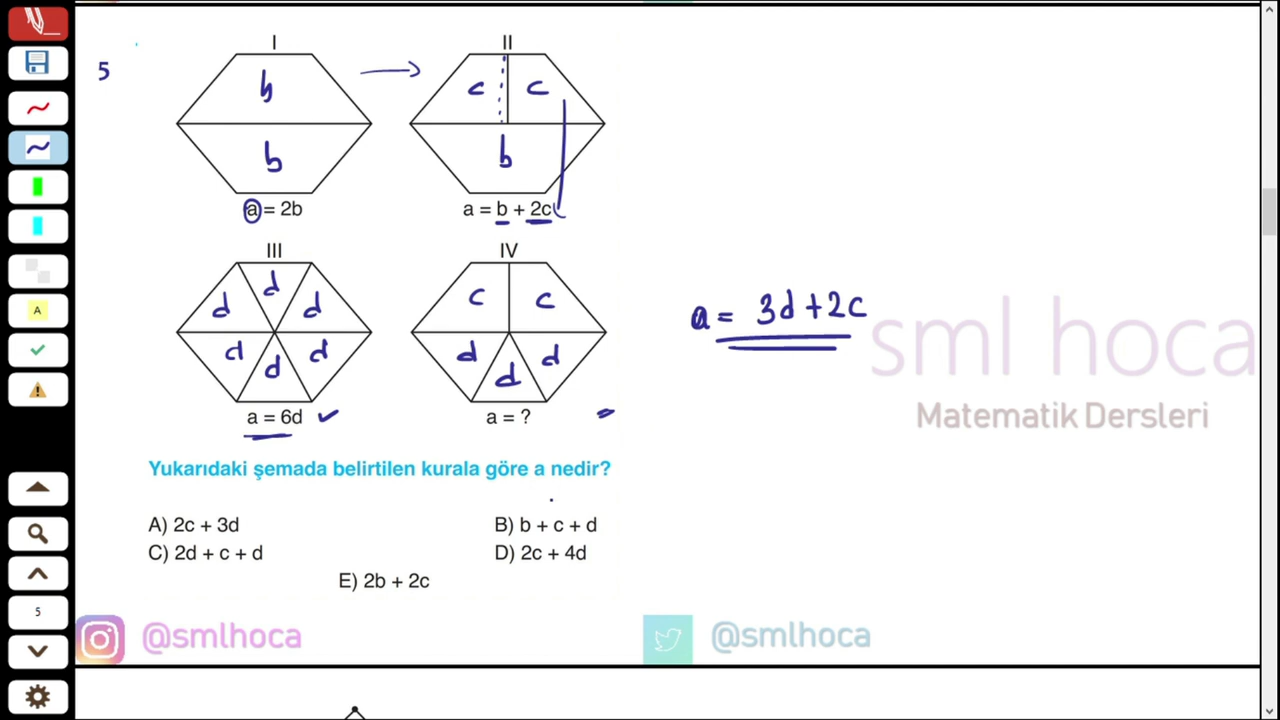 5
I
b
b
a = 2b
II
c c
b
a = b + 2c
III
d d d
d d d
a = 6d
IV
c c
d d d
a = ?
a = 3d + 2c
sml hoca
Matematik Dersleri
Yukarıdaki şemada belirtilen kurala göre a nedir?
A) 2c + 3d
B) b + c + d
C) 2d + c + d
D) 2c + 4d
E) 2b + 2c
@smlhoca
@smlhoca
A
5